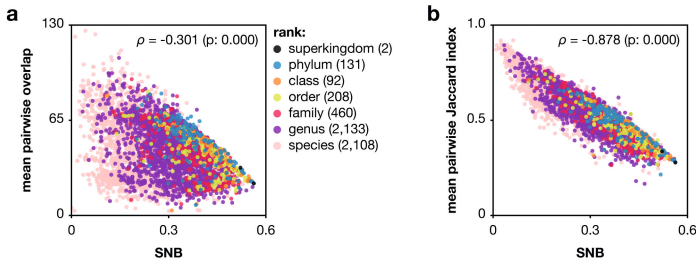 a
130
65
0
0
0.3
0.6
mean pairwise overlap
SNB
ρ = -0.301 (p: 0.000)
rank:
superkingdom (2)
phylum (131)
class (92)
order (208)
family (460)
genus (2,133)
species (2,108)
b
1.0
0.5
0
0
0.3
0.6
mean pairwise Jaccard index
SNB
ρ = -0.878 (p: 0.000)